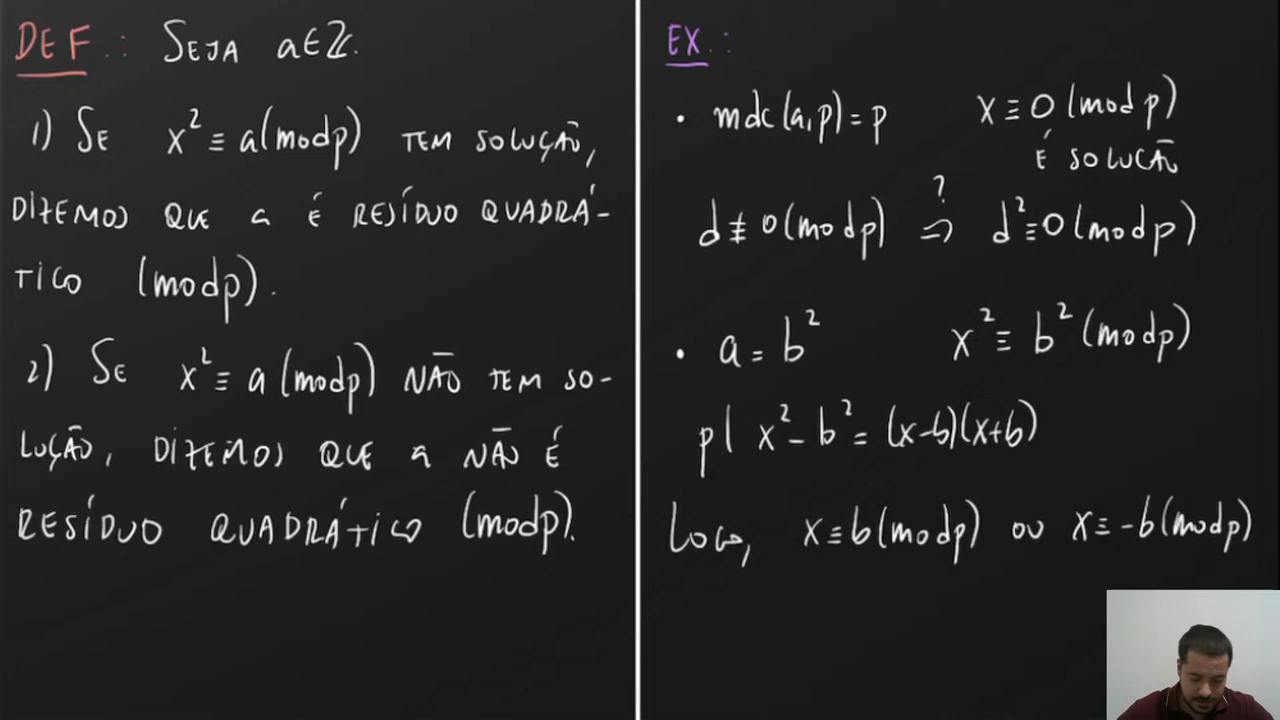 DEF.: SEJA a∈ℤ.
1) SE x² ≡ a(mod p) TEM SOLUÇÃO,
DIZEMOS QUE a É RESÍDUO QUADRÁ-
TICO (mod p).
2) SE x² ≡ a (mod p) NÃO TEM SO-
LUÇÃO, DIZEMOS QUE a NÃO É
RESÍDUO QUADRÁTICO (mod p).
EX.:
• mdc(a,p)=p x ≡ 0 (mod p)
É SOLUCÃO
d ≢ 0(mod p) ?⇒ d² ≡ 0(mod p)
• a = b² x² ≡ b² (mod p)
p| x² - b² = (x-b)(x+b)
LOGO, x ≡ b(mod p) OU x ≡ -b(mod p)